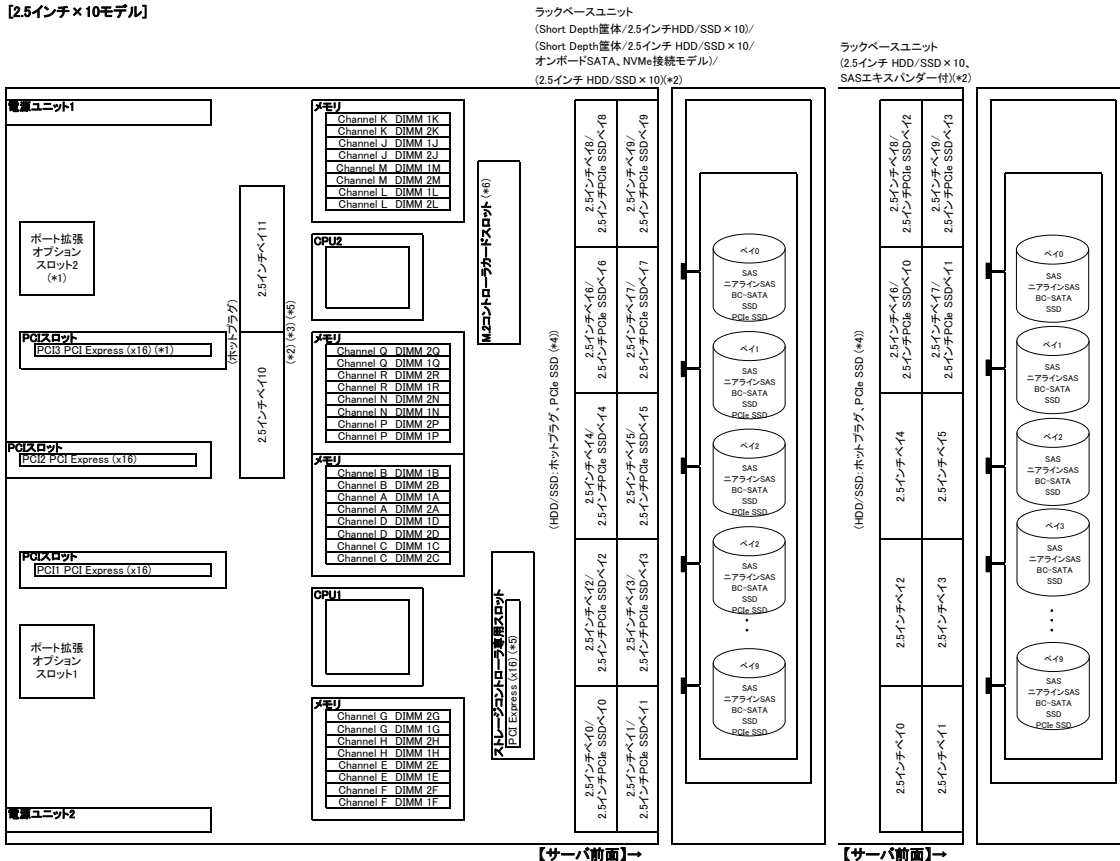 [2.5インチ×10モデル]
ラックベースユニット
(Short Depth筐体/2.5インチHDD/SSD×10)/
(Short Depth筐体/2.5インチ HDD/SSD×10/
オンボードSATA、NVMe接続モデル)/
(2.5インチ HDD/SSD×10)(*2)
ラックベースユニット
(2.5インチ HDD/SSD×10、
SASエキスパンダー付)(*2)
電源ユニット1
ポート拡張
オプション
スロット2
(*1)
PCIスロット
PCI3 PCI Express (x16) (*1)
PCIスロット
PCI2 PCI Express (x16)
PCIスロット
PCI1 PCI Express (x16)
ポート拡張
オプション
スロット1
電源ユニット2
(ホットプラグ)
2.5インチベイ11
2.5インチベイ10
(*2) (*3) (*5)
メモリ
Channel K DIMM 1K
Channel K DIMM 2K
Channel J DIMM 1J
Channel J DIMM 2J
Channel M DIMM 1M
Channel M DIMM 2M
Channel L DIMM 1L
Channel L DIMM 2L
CPU2
メモリ
Channel Q DIMM 2Q
Channel Q DIMM 1Q
Channel R DIMM 2R
Channel R DIMM 1R
Channel N DIMM 2N
Channel N DIMM 1N
Channel P DIMM 2P
Channel P DIMM 1P
メモリ
Channel B DIMM 1B
Channel B DIMM 2B
Channel A DIMM 1A
Channel A DIMM 2A
Channel D DIMM 1D
Channel D DIMM 2D
Channel C DIMM 1C
Channel C DIMM 2C
CPU1
メモリ
Channel G DIMM 2G
Channel G DIMM 1G
Channel H DIMM 2H
Channel H DIMM 1H
Channel E DIMM 2E
Channel E DIMM 1E
Channel F DIMM 2F
Channel F DIMM 1F
M.2コントローラカードスロット (*6)
ストレージコントローラ専用スロット
PCI Express (x16) (*5)
(HDD/SSD:ホットプラグ、PCIe SSD (*4))
2.5インチベイ8/
2.5インチPCIe SSDベイ8
2.5インチベイ9/
2.5インチPCIe SSDベイ9
2.5インチベイ6/
2.5インチPCIe SSDベイ6
2.5インチベイ7/
2.5インチPCIe SSDベイ7
2.5インチベイ4/
2.5インチPCIe SSDベイ4
2.5インチベイ5/
2.5インチPCIe SSDベイ5
2.5インチベイ2/
2.5インチPCIe SSDベイ2
2.5インチベイ3/
2.5インチPCIe SSDベイ3
2.5インチベイ0/
2.5インチPCIe SSDベイ0
2.5インチベイ1/
2.5インチPCIe SSDベイ1
【サーバ前面】→
ベイ0
SAS
ニアラインSAS
BC-SATA
SSD
PCIe SSD
ベイ1
SAS
ニアラインSAS
BC-SATA
SSD
PCIe SSD
ベイ2
SAS
ニアラインSAS
BC-SATA
SSD
PCIe SSD
ベイ2
SAS
ニアラインSAS
BC-SATA
SSD
PCIe SSD
・
・
ベイ9
SAS
ニアラインSAS
BC-SATA
SSD
PCIe SSD
(HDD/SSD:ホットプラグ、PCIe SSD (*4))
2.5インチベイ8/
2.5インチPCIe SSDベイ2
2.5インチベイ9/
2.5インチPCIe SSDベイ3
2.5インチベイ6/
2.5インチPCIe SSDベイ0
2.5インチベイ7/
2.5インチPCIe SSDベイ1
2.5インチベイ4
2.5インチベイ5
2.5インチベイ2
2.5インチベイ3
2.5インチベイ0
2.5インチベイ1
【サーバ前面】→
ベイ0
SAS
ニアラインSAS
BC-SATA
SSD
ベイ1
SAS
ニアラインSAS
BC-SATA
SSD
ベイ2
SAS
ニアラインSAS
BC-SATA
SSD
ベイ3
SAS
ニアラインSAS
BC-SATA
SSD
・
・
・
ベイ9
SAS
ニアラインSAS
BC-SATA
SSD
PCIe SSD